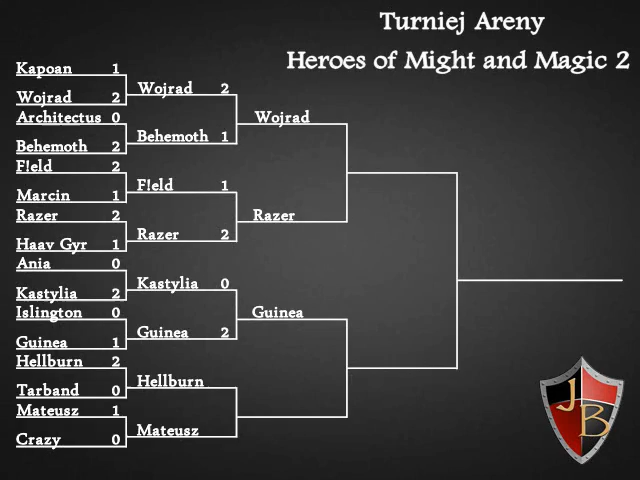 Turniej Areny
Heroes of Might and Magic 2
Kapoan 1
Wojrad 2
Architectus 0
Behemoth 2
F!eld 2
Marcin 1
Razer 2
Haav Gyr 1
Ania 0
Kastylia 2
Islington 0
Guinea 1
Hellburn 2
Tarband 0
Mateusz 1
Crazy 0
Wojrad 2
Behemoth 1
F!eld 1
Razer 2
Kastylia 0
Guinea 2
Hellburn
Mateusz
Wojrad
Razer
Guinea
JB